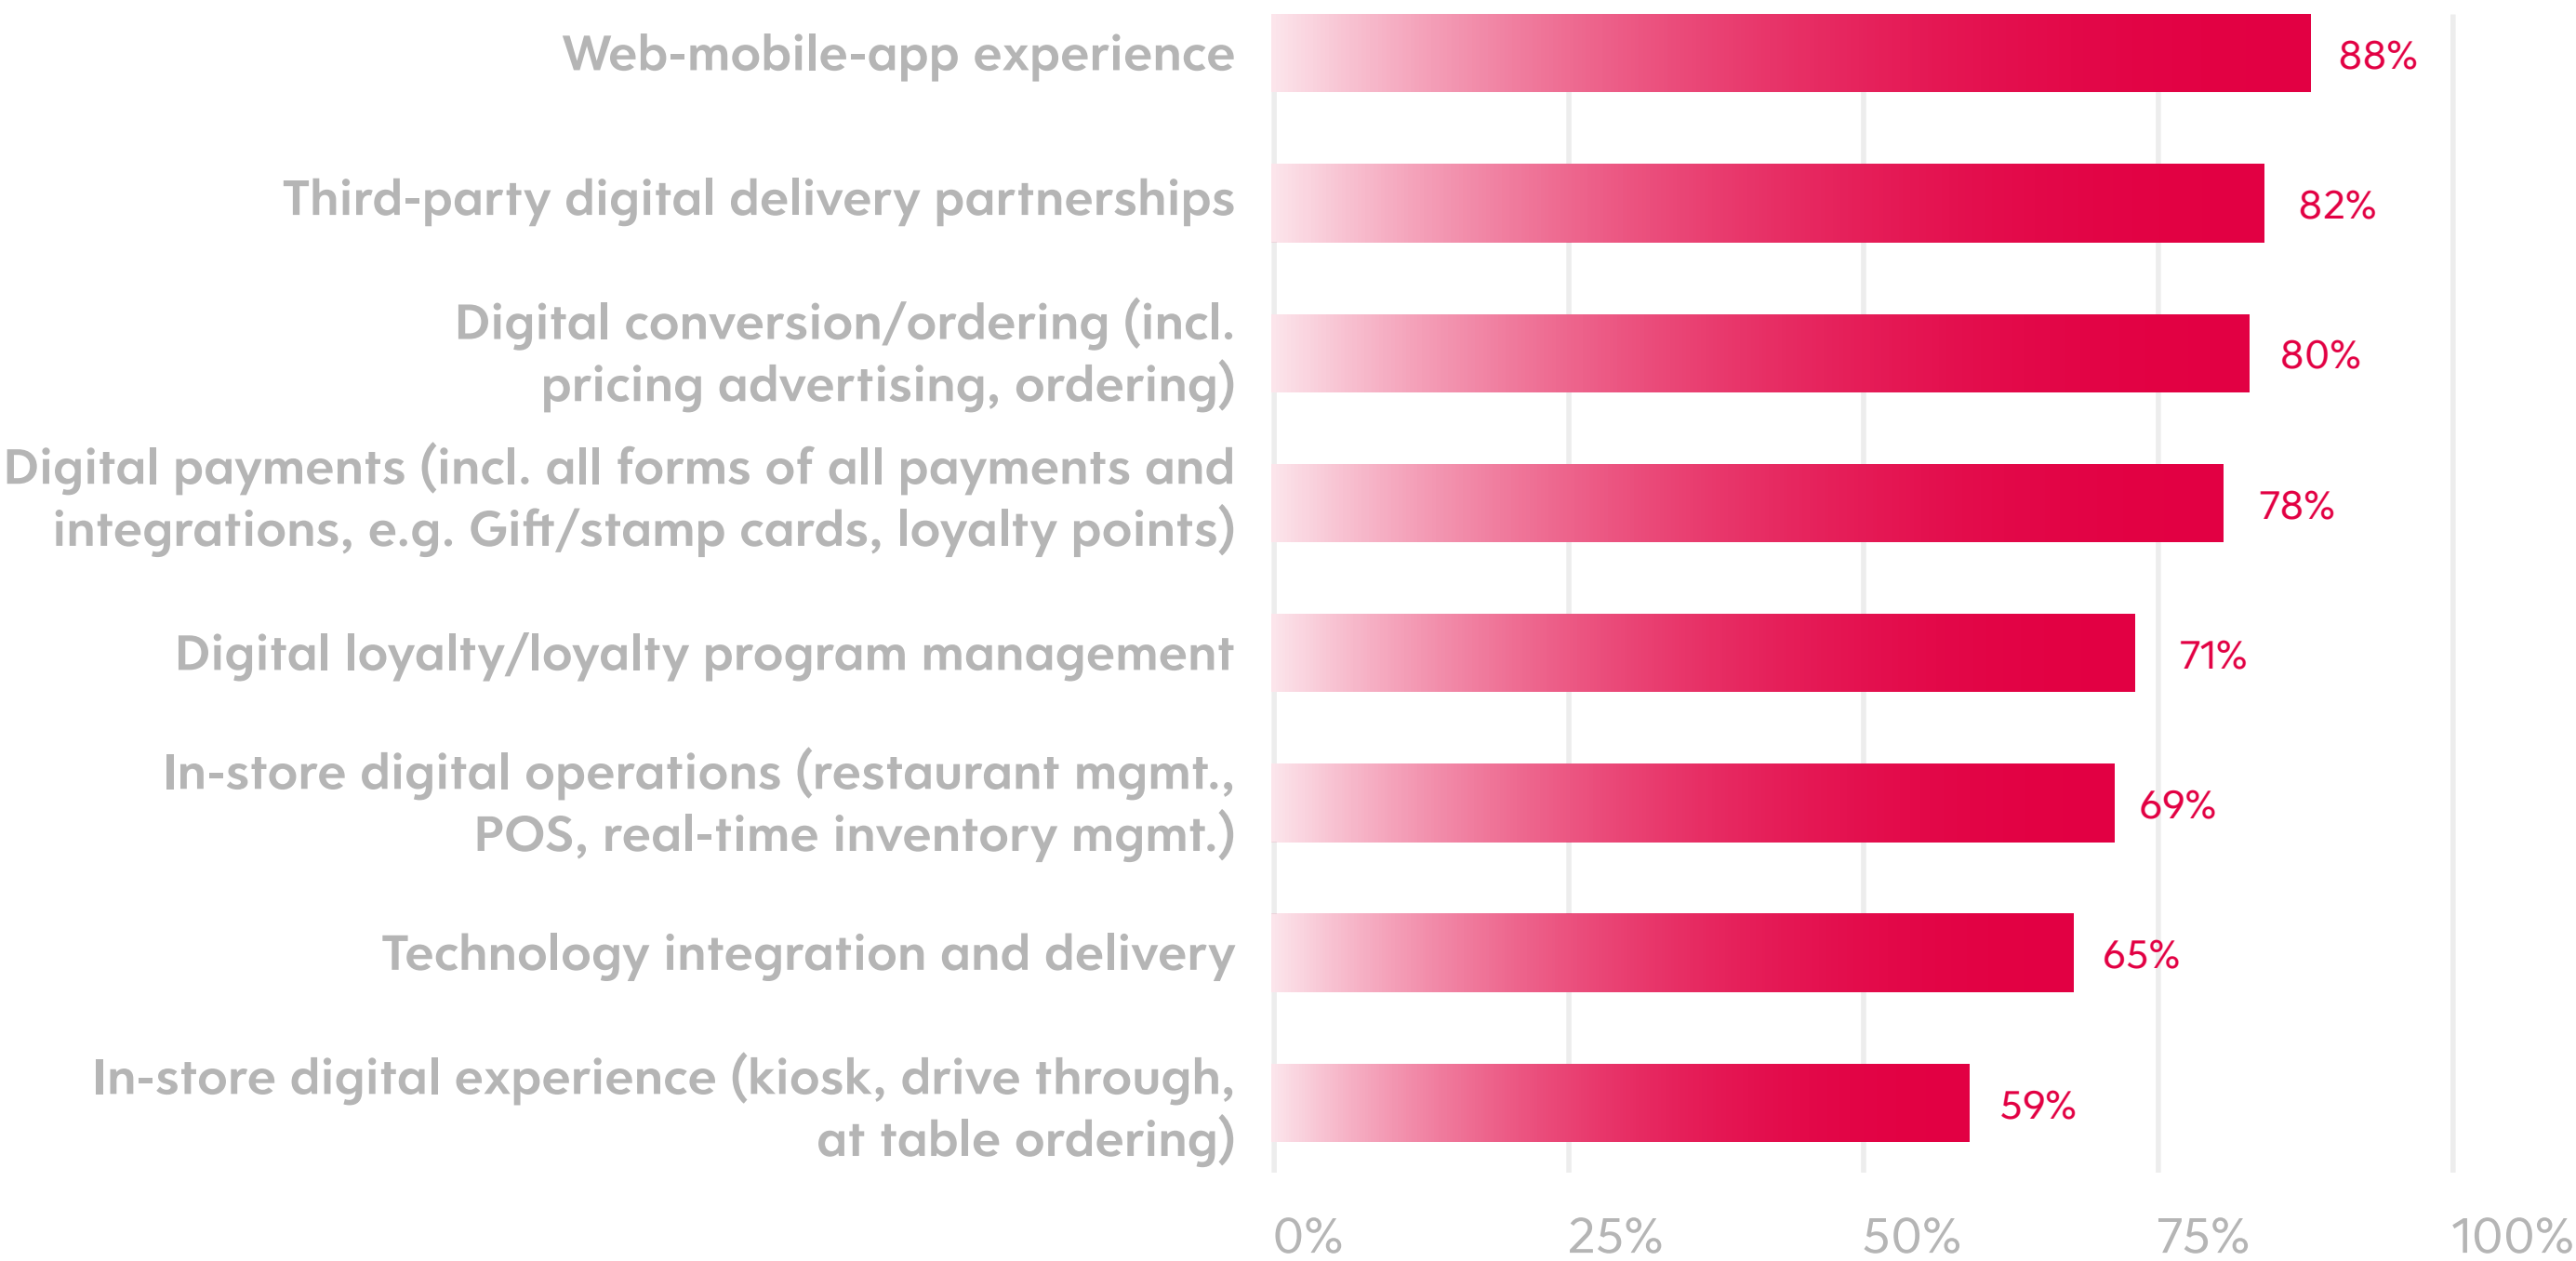 Web-mobile-app experience
88%
Third-party digital delivery partnerships
82%
Digital conversion/ordering (incl.
pricing advertising, ordering)
80%
Digital payments (incl. all forms of all payments and
integrations, e.g. Gift/stamp cards, loyalty points)
78%
Digital loyalty/loyalty program management
71%
In-store digital operations (restaurant mgmt.,
POS, real-time inventory mgmt.)
69%
Technology integration and delivery
65%
In-store digital experience (kiosk, drive through,
at table ordering)
59%
0% 25% 50% 75% 100%